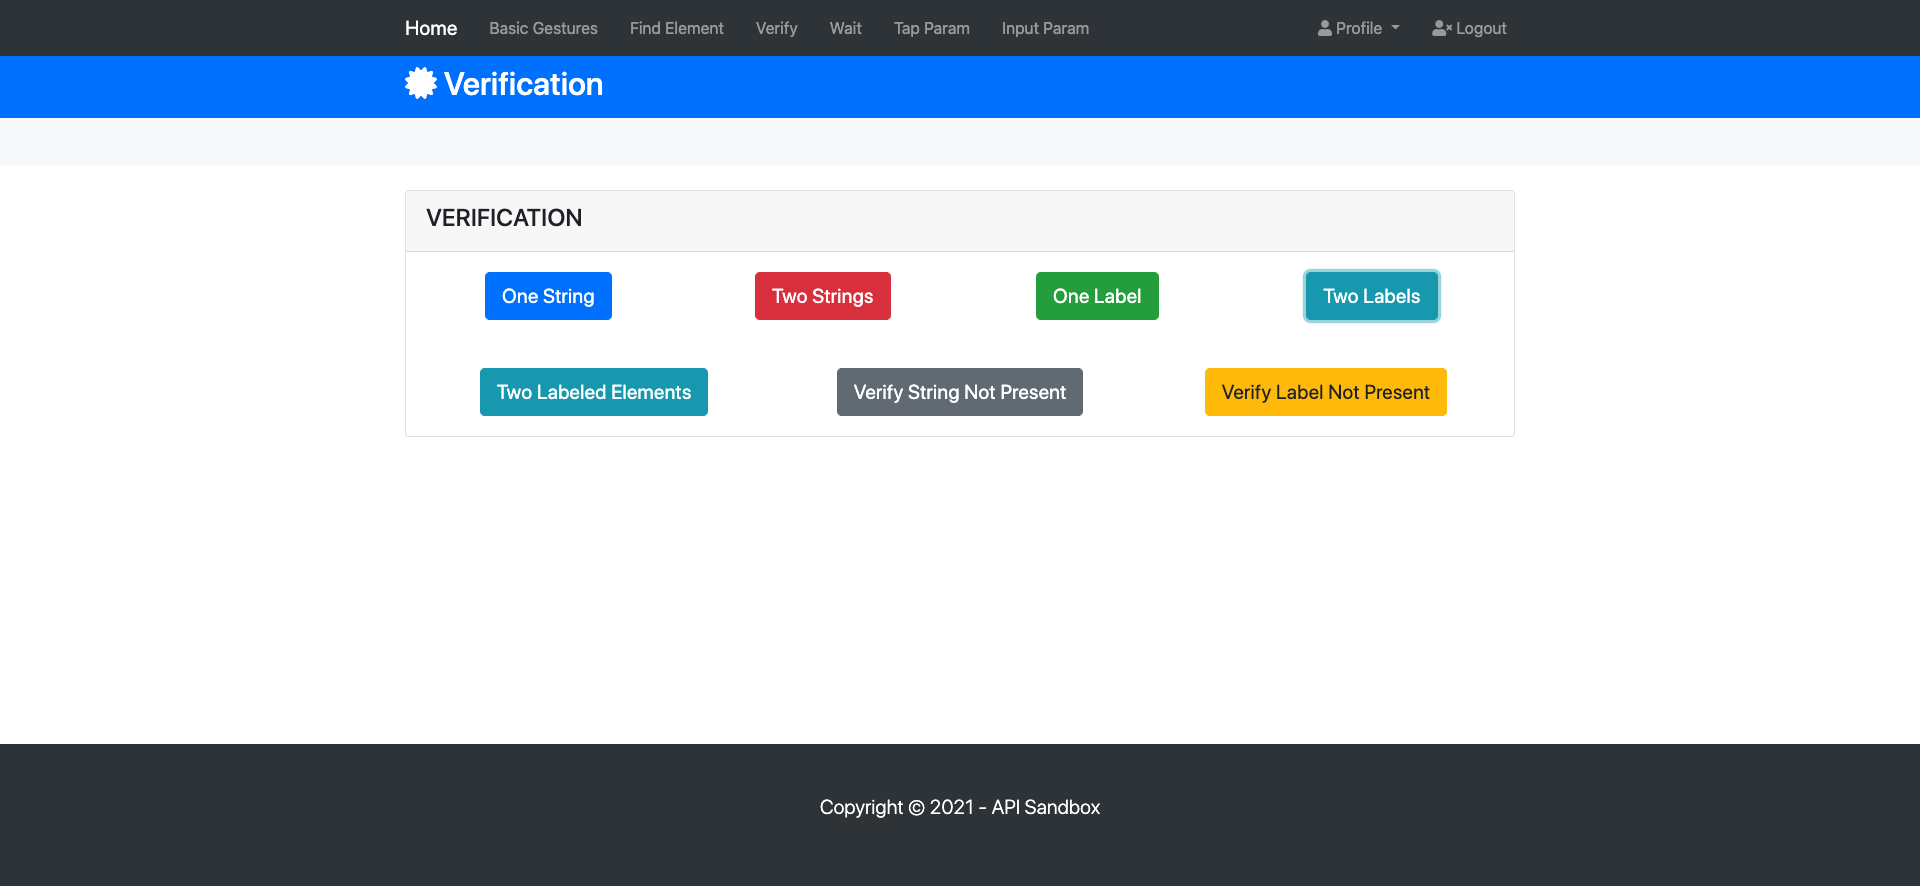 Home Basic Gestures Find Element Verify Wait Tap Param Input Param Profile Logout
Verification
VERIFICATION
One String Two Strings One Label Two Labels
Two Labeled Elements Verify String Not Present Verify Label Not Present
Copyright © 2021 - API Sandbox